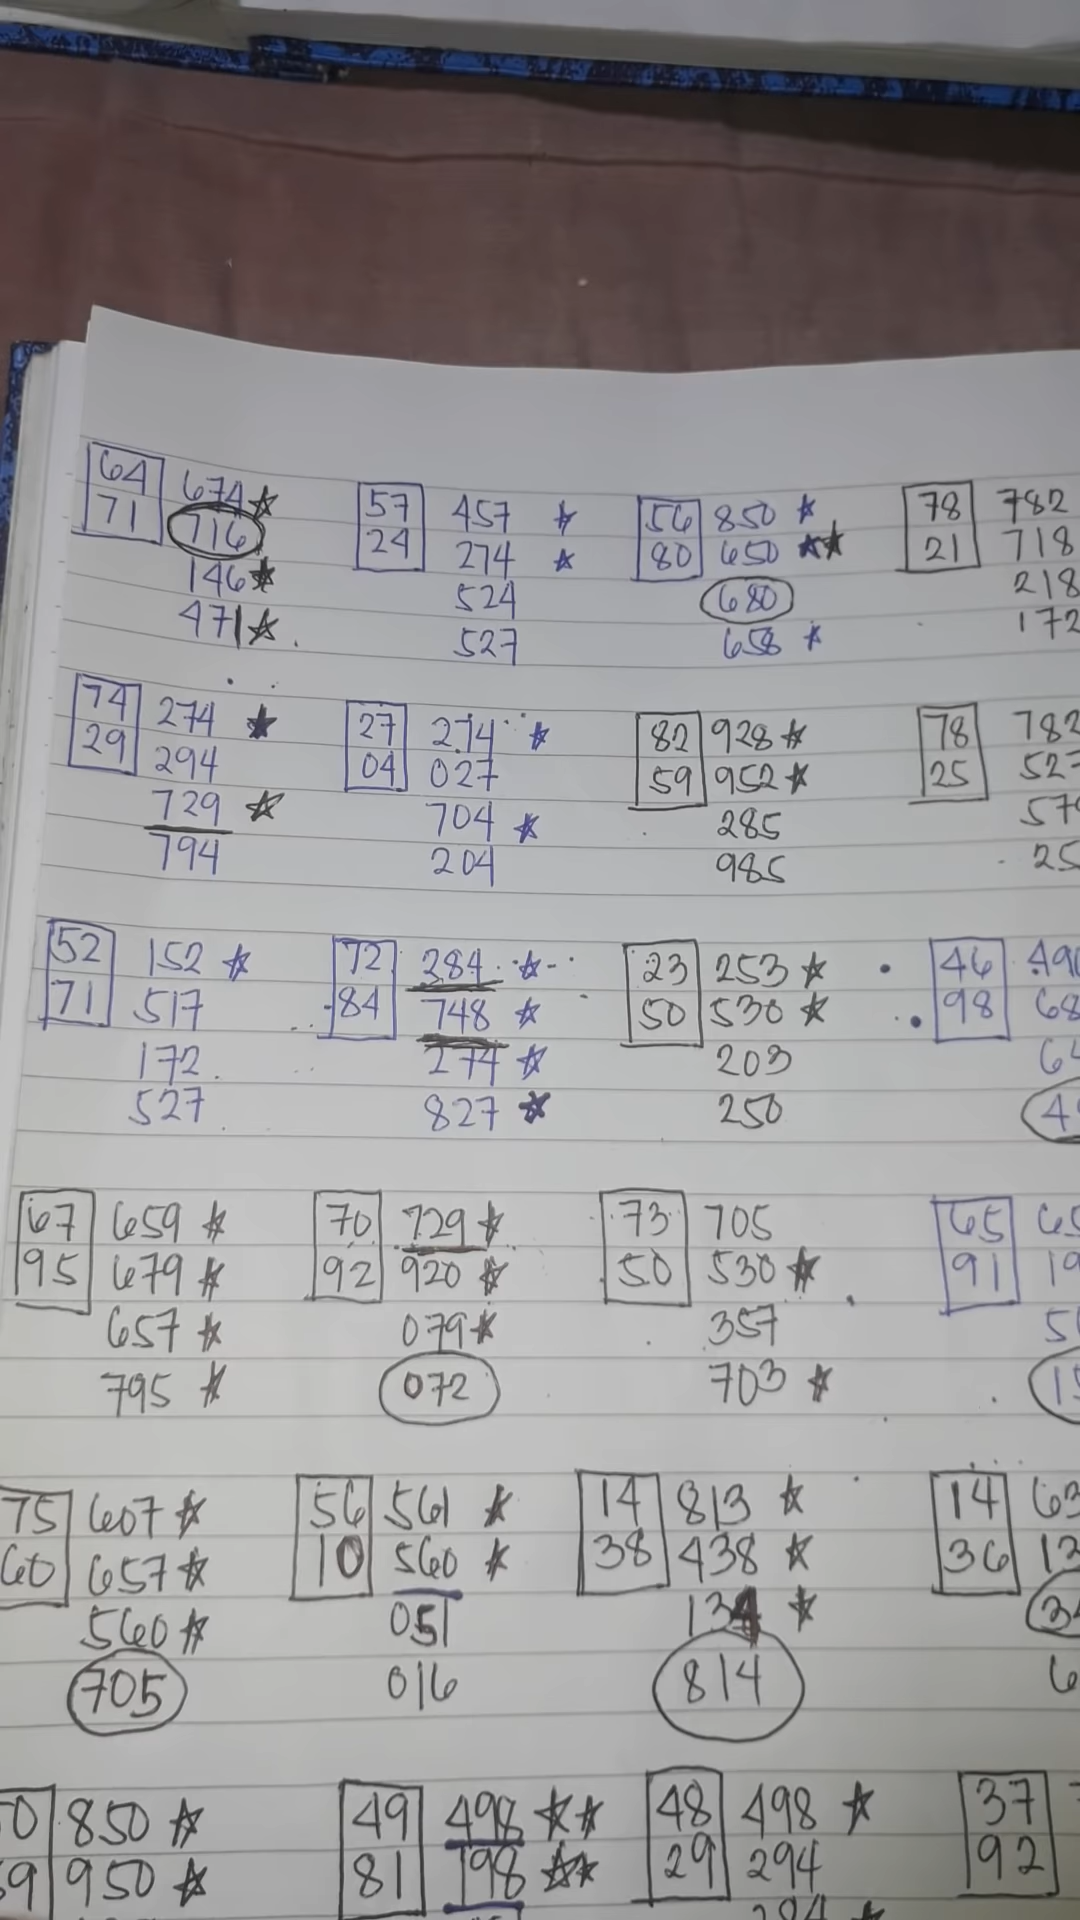 64 674 ☆
71 716
146 ☆
471 ☆
57 457 ☆
24 274 ☆
524
527
56 850 ☆
80 650 ☆☆
680
658 ☆
78 782
21 718
218
172
74 274 ★
29 294
729 ☆
794
27 274 ☆
04 027
704 ☆
204
82 928 ☆
59 952 ☆
285
985
78 782
25 527
52 152 ☆
71 517
172
527
72 284 ☆
84 748 ☆
274 ☆
827 ☆
23 253 ☆
50 530 ☆
203
250
46
98
67 659 ☆
95 679 ☆
657 ☆
795 ☆
70 729 ☆
92 920 ☆
079 ☆
072
73 705
50 530 ☆
357
703 ☆
65
91
75 607 ☆
60 657 ☆
560 ☆
705
56 561 ☆
10 560 ☆
051
016
14 813 ☆
38 438 ☆
134 ☆
814
14
36
850 ☆
950 ☆
49 498 ☆☆
81 198 ☆☆
48 498 ☆
29 294
37
92